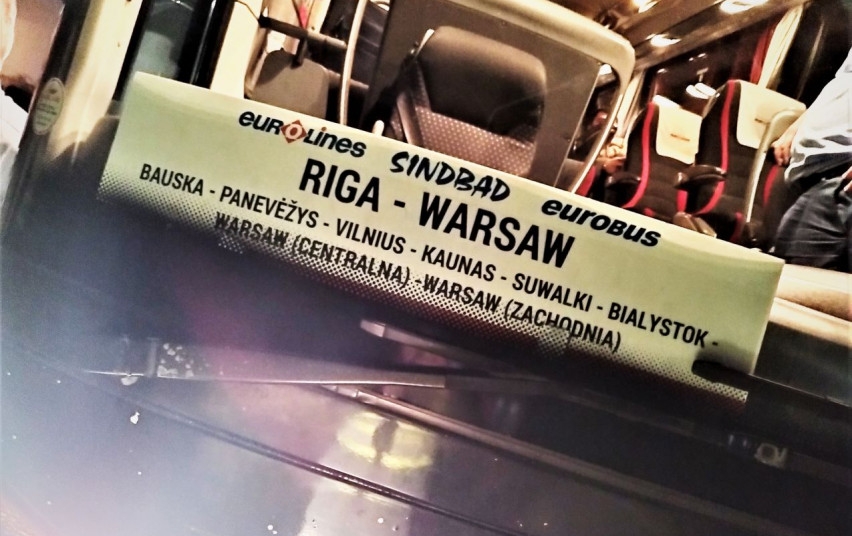 eurolines SINDBAD eurobus
RIGA - WARSAW
BAUSKA - PANEVĖŽYS - VILNIUS - KAUNAS - SUWALKI - BIALYSTOK -
WARSAW (CENTRALNA) -WARSAW (ZACHODNIA)